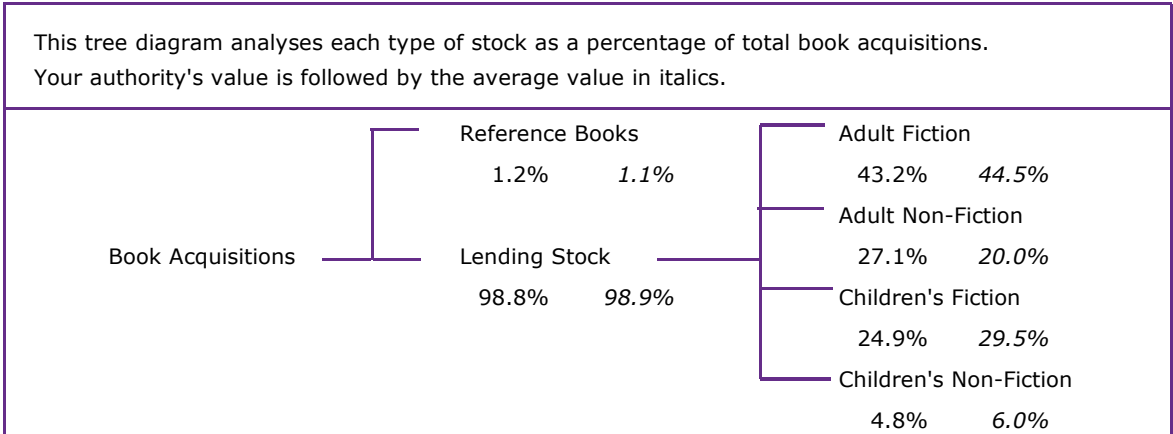 This tree diagram analyses each type of stock as a percentage of total book acquisitions.
Your authority's value is followed by the average value in italics.
Reference Books Adult Fiction
1.2% 1.1% 43.2% 44.5%
Adult Non-Fiction
Book Acquisitions Lending Stock 27.1% 20.0%
98.8% 98.9% Children's Fiction
24.9% 29.5%
Children's Non-Fiction
4.8% 6.0%